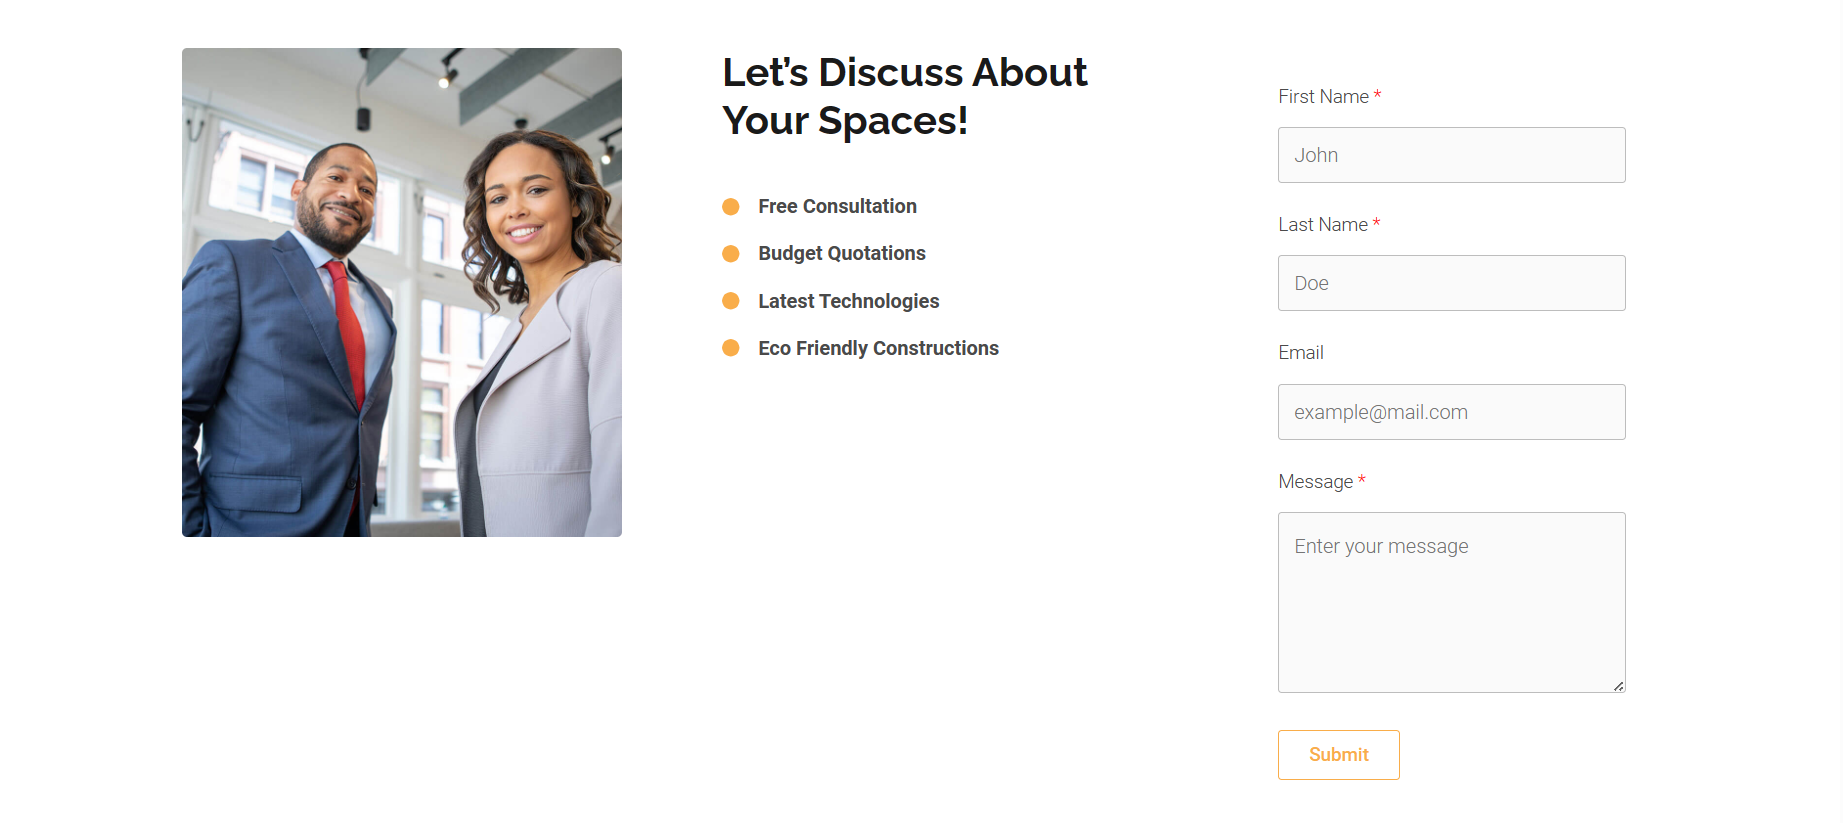 Let’s Discuss About
Your Spaces!
Free Consultation
Budget Quotations
Latest Technologies
Eco Friendly Constructions
First Name *
John
Last Name *
Doe
Email
example@mail.com
Message *
Enter your message
Submit